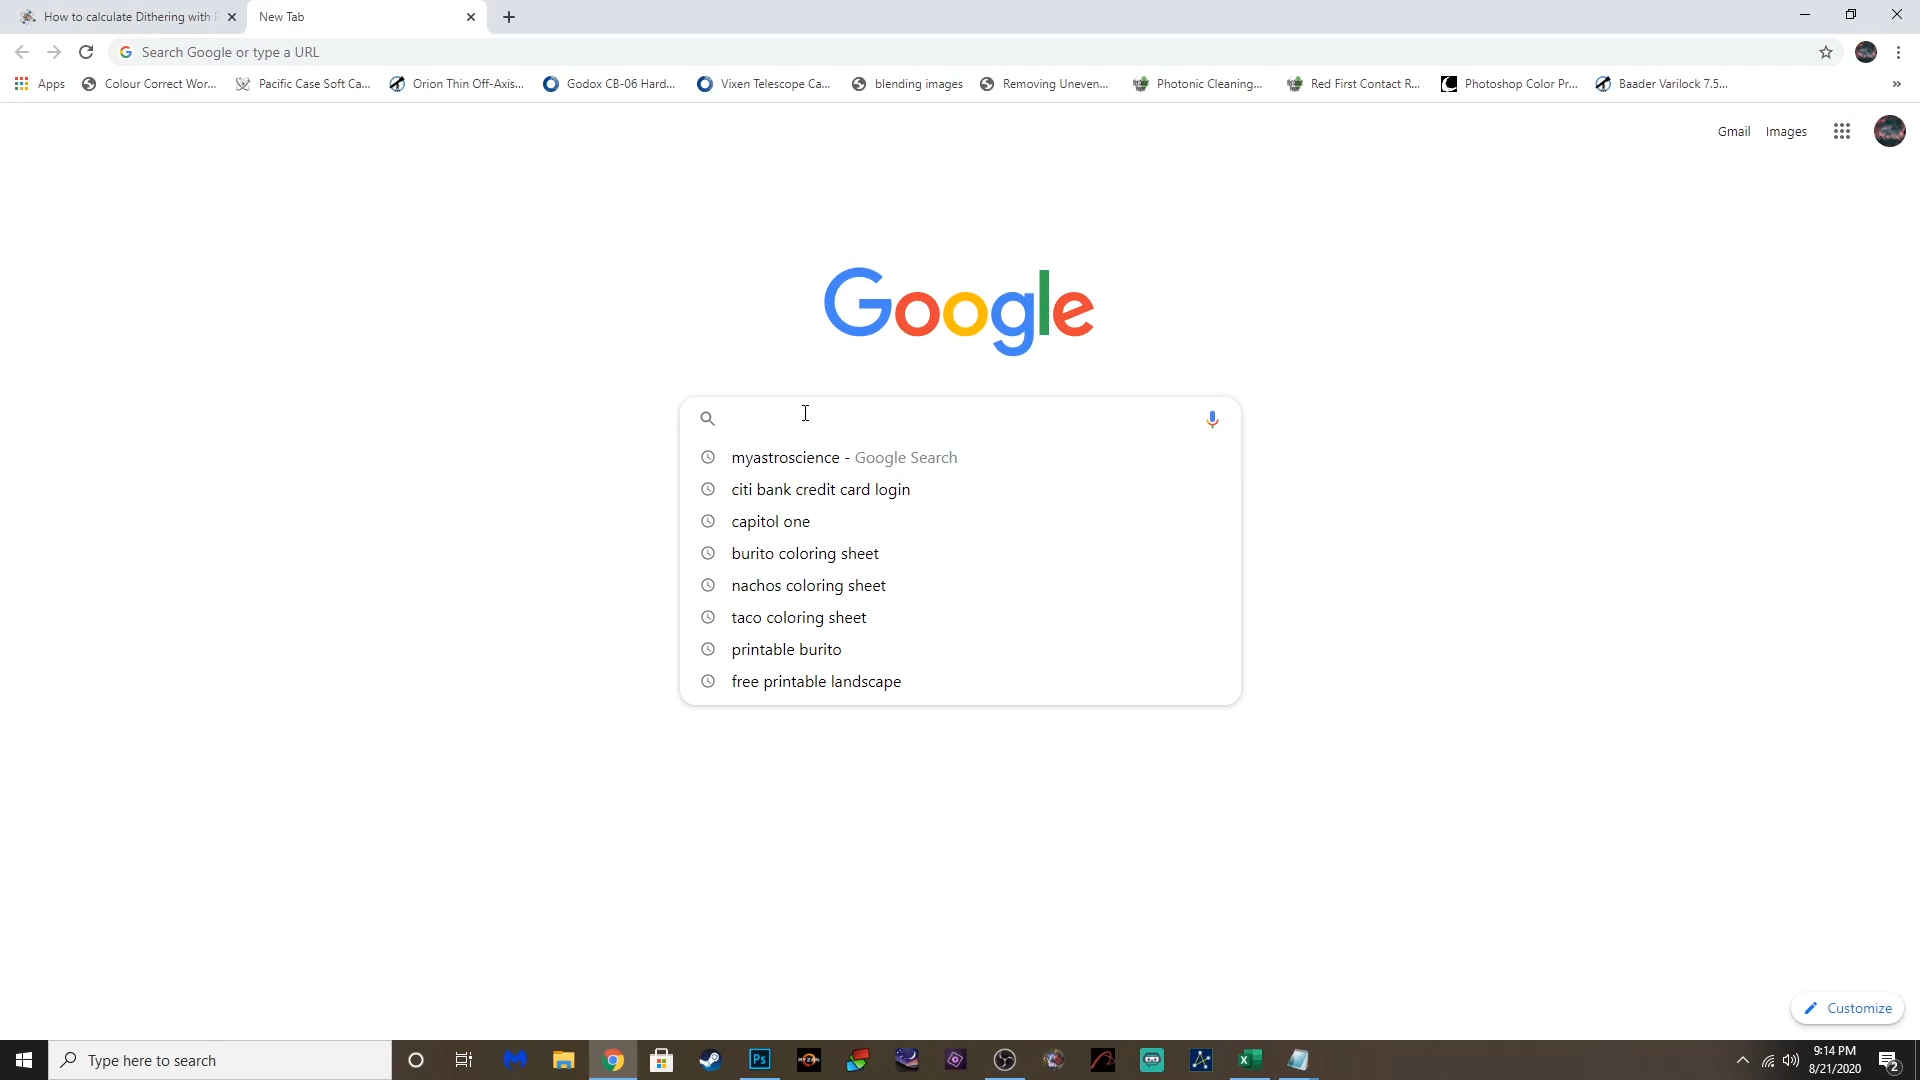 How to calculate Dithering with
New Tab
Search Google or type a URL
Apps
Colour Correct Wor...
Pacific Case Soft Ca...
Orion Thin Off-Axis...
Godox CB-06 Hard...
Vixen Telescope Ca...
blending images
Removing Uneven...
Photonic Cleaning...
Red First Contact R...
Photoshop Color Pr...
Baader Varilock 7.5...
»
Gmail
Images
Google
myastroscience - Google Search
citi bank credit card login
capitol one
burito coloring sheet
nachos coloring sheet
taco coloring sheet
printable burito
free printable landscape
Customize
Type here to search
Ps
RYZEN
9:14 PM
8/21/2020
2